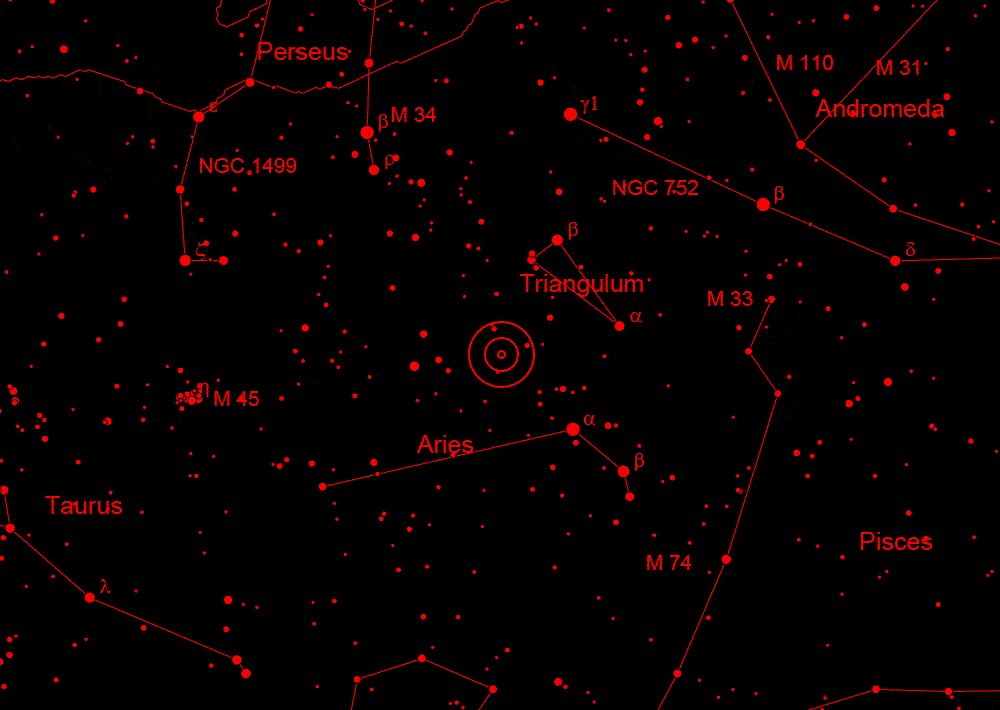 Perseus
M 110
M 31
ε
β M 34
γ1
Andromeda
ρ
NGC 1499
NGC 752
β
ζ
β
δ
Triangulum
M 33
α
η M 45
α
Aries
β
Taurus
Pisces
M 74
λ